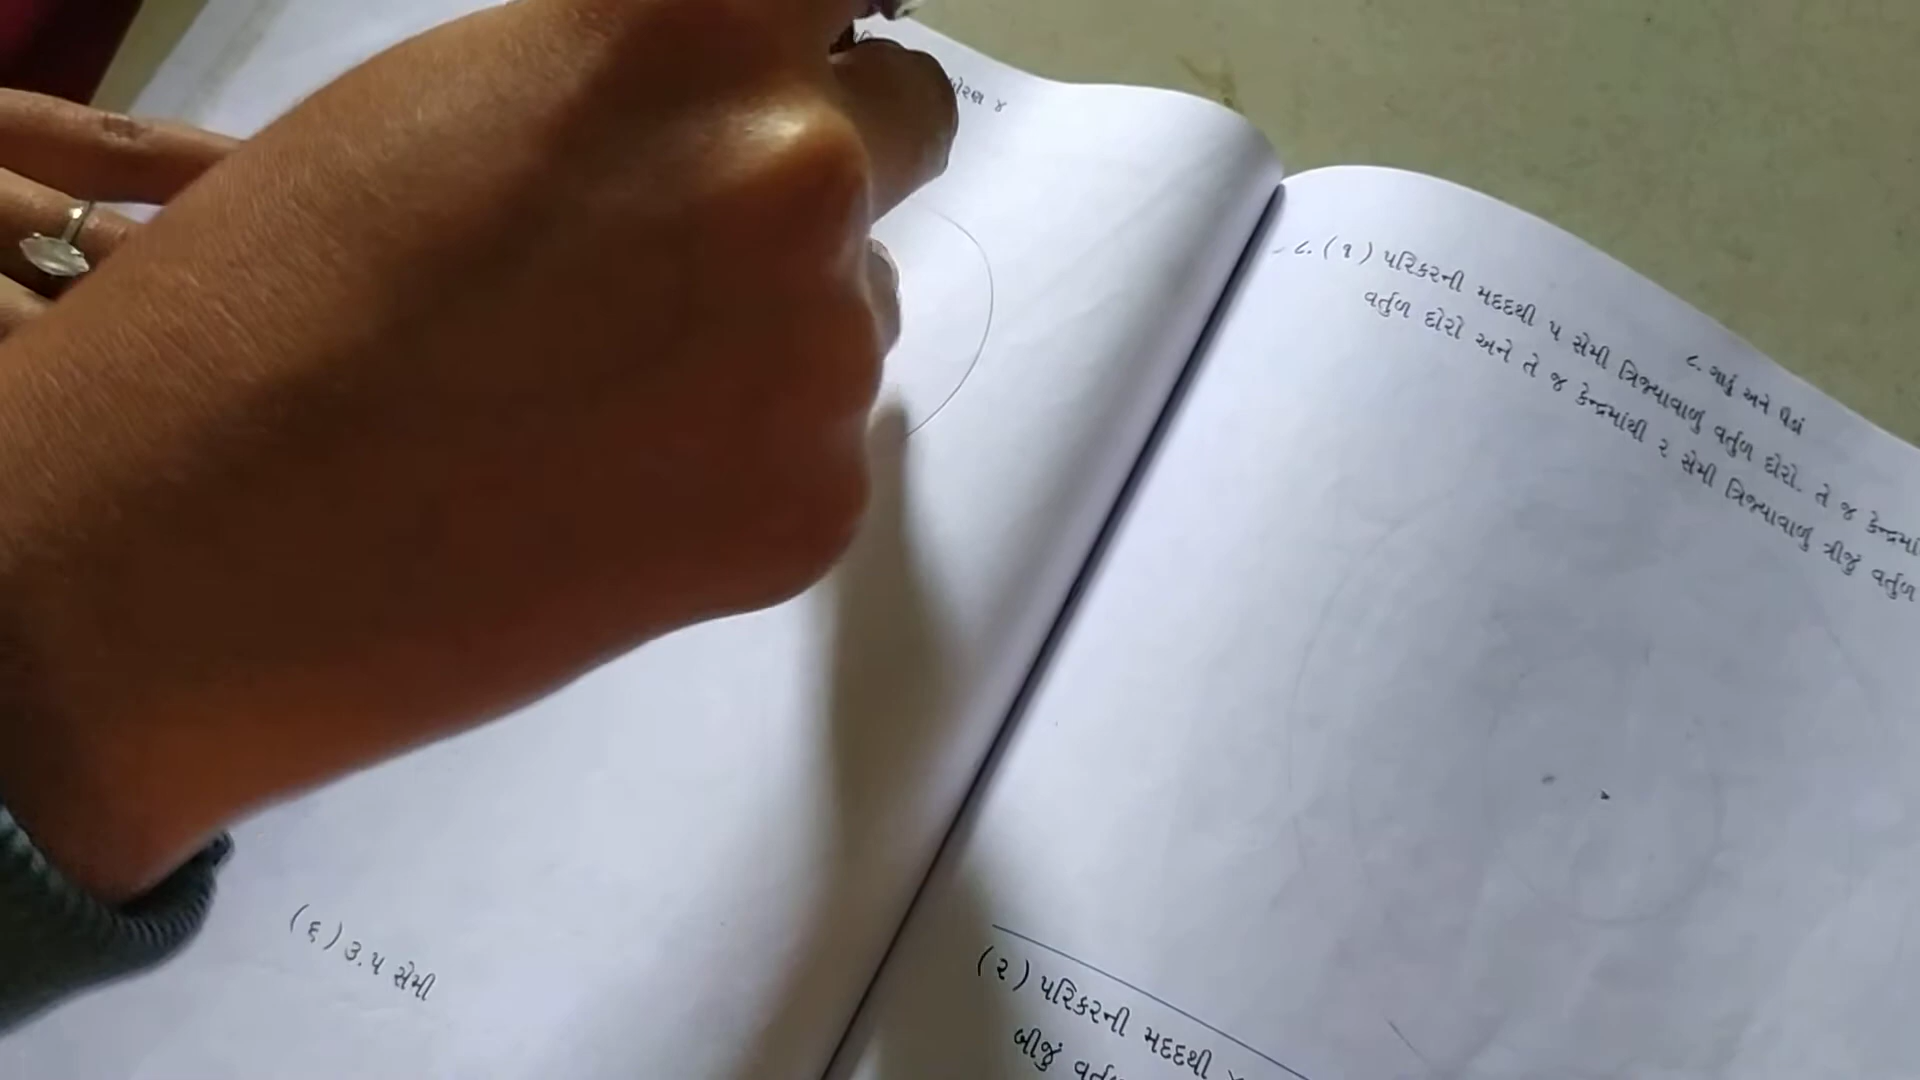 ધોરણ ૪
(૬) ૩.૫ સેમી
૮. ગાડું અને પૈડાં
૮. (૧) પરિકરની મદદથી ૫ સેમી ત્રિજ્યાવાળું વર્તુળ દોરો. તે જ કેન્દ્રમાં
વર્તુળ દોરો અને તે જ કેન્દ્રમાંથી ૨ સેમી ત્રિજ્યાવાળું ત્રીજું વર્તુળ
(૨) પરિકરની મદદથી
બીજું